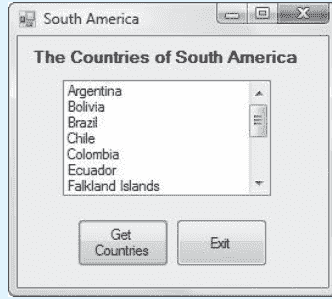 South America
The Countries of South America
Argentina
Bolivia
Brazil
Chile
Colombia
Ecuador
Falkland Islands
Get
Countries
Exit